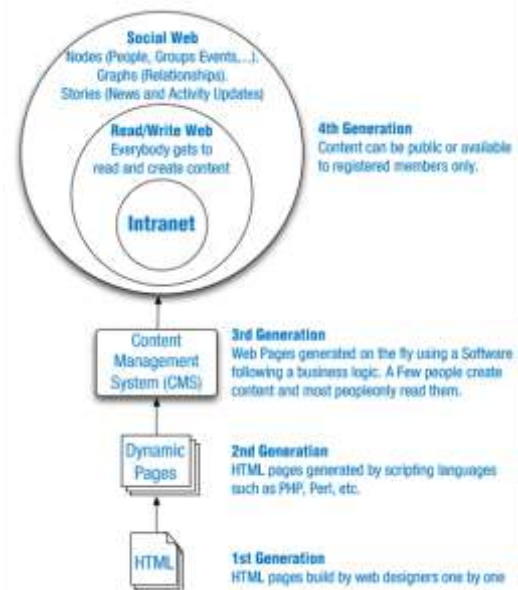 Social Web
Nodes (People, Groups Events,...).
Graphs (Relationships).
Stories (News and Activity Updates)
Read/Write Web
Everybody gets to
read and create content
Intranet
4th Generation
Content can be public or available
to registered members only.
Content
Management
System (CMS)
3rd Generation
Web Pages generated on the fly using a Software
following a business logic. A Few people create
content and most peopleonly read them.
Dynamic
Pages
2nd Generation
HTML pages generated by scripting languages
such as PHP, Perl, etc.
HTML
1st Generation
HTML pages build by web designers one by one